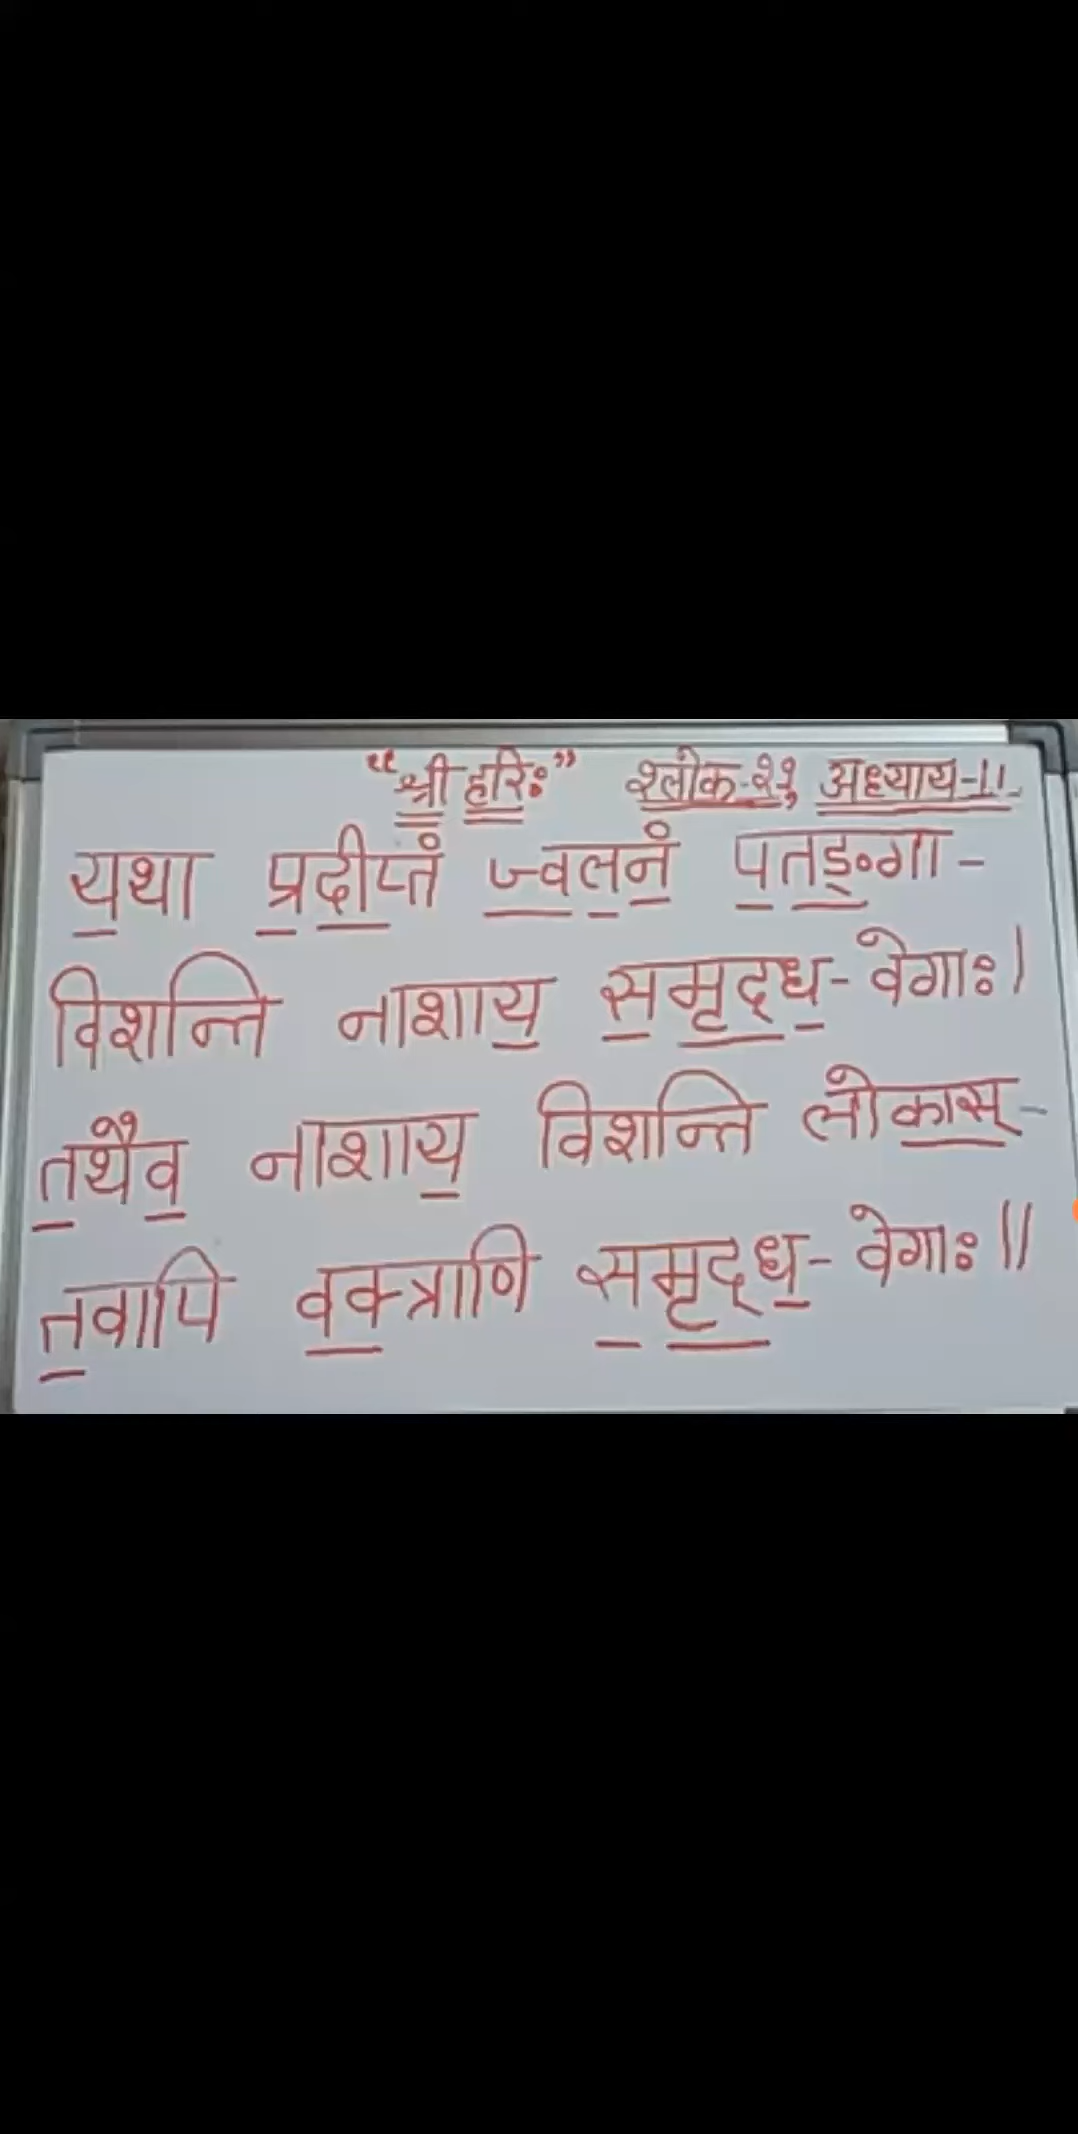 "श्री हरिः" श्लोक-२९ अध्याय-11
यथा प्रदीप्तं ज्वलनं पतङ्गा-
विशन्ति नाशाय समृद्ध-वेगाः।
तथैव नाशाय विशन्ति लोकास्-
तवापि वक्त्राणि समृद्ध-वेगाः॥